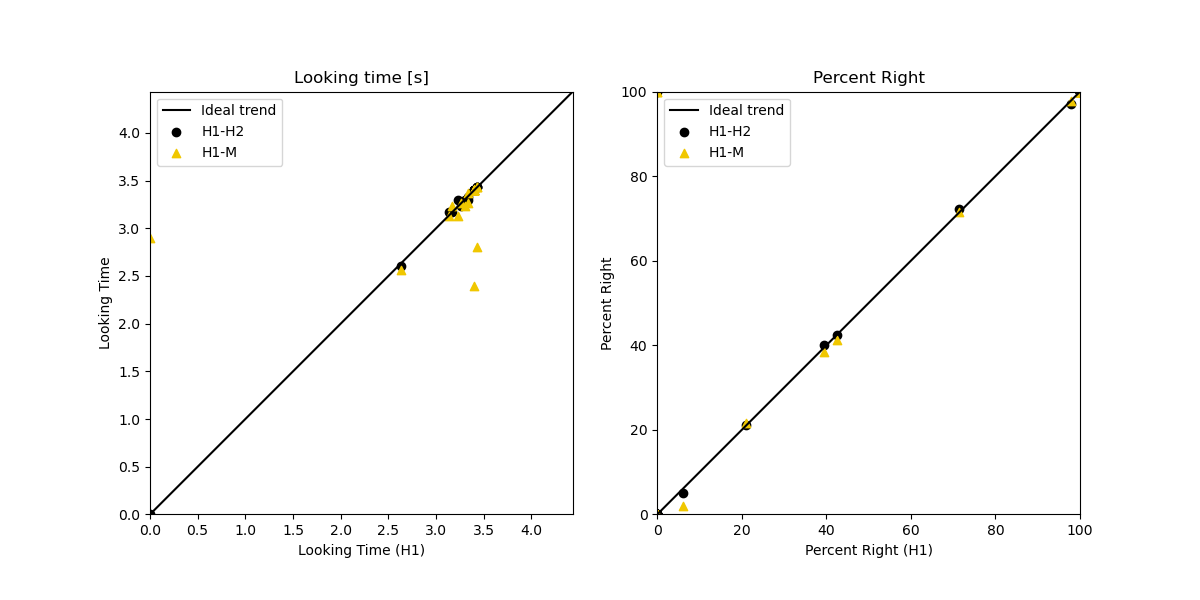 Looking time [s]
Ideal trend
H1-H2
H1-M
Looking Time
4.0
3.5
3.0
2.5
2.0
1.5
1.0
0.5
0.0
0.0 0.5 1.0 1.5 2.0 2.5 3.0 3.5 4.0
Looking Time (H1)
Percent Right
Ideal trend
H1-H2
H1-M
Percent Right
100
80
60
40
20
0
0 20 40 60 80 100
Percent Right (H1)